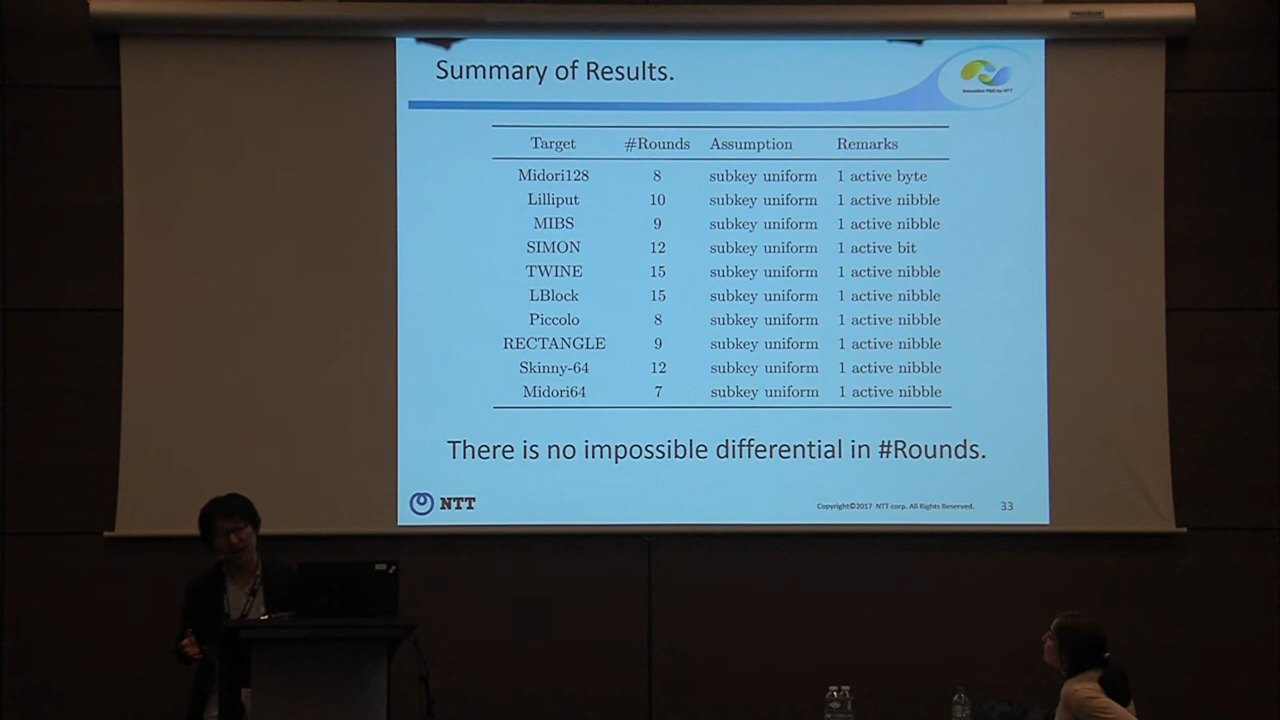 Summary of Results.
Innovative R&D by NTT
Target #Rounds Assumption Remarks
Midori128 8 subkey uniform 1 active byte
Lilliput 10 subkey uniform 1 active nibble
MIBS 9 subkey uniform 1 active nibble
SIMON 12 subkey uniform 1 active bit
TWINE 15 subkey uniform 1 active nibble
LBlock 15 subkey uniform 1 active nibble
Piccolo 8 subkey uniform 1 active nibble
RECTANGLE 9 subkey uniform 1 active nibble
Skinny-64 12 subkey uniform 1 active nibble
Midori64 7 subkey uniform 1 active nibble
There is no impossible differential in #Rounds.
NTT
Copyright©2017 NTT corp. All Rights Reserved. 33